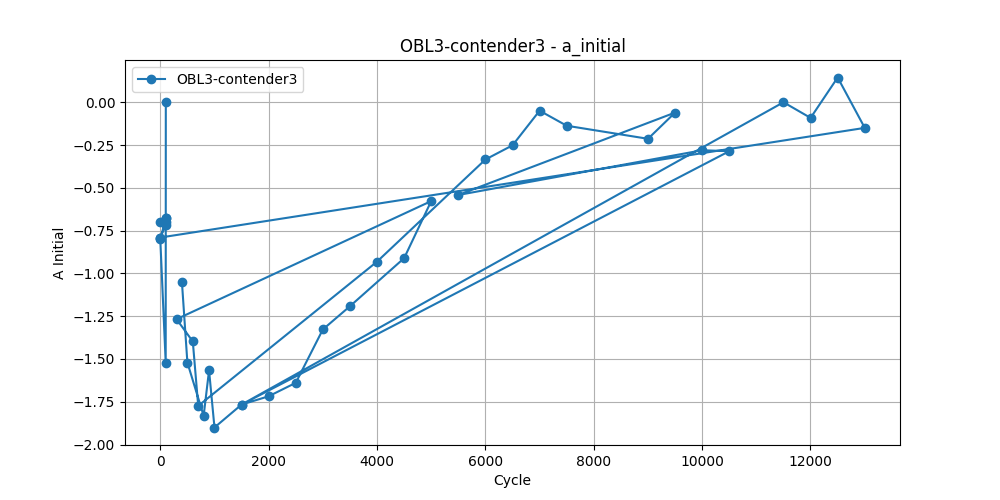 OBL3-contender3 - a_initial
OBL3-contender3
0.00
−0.25
−0.50
−0.75
−1.00
−1.25
−1.50
−1.75
−2.00
A Initial
0 2000 4000 6000 8000 10000 12000
Cycle